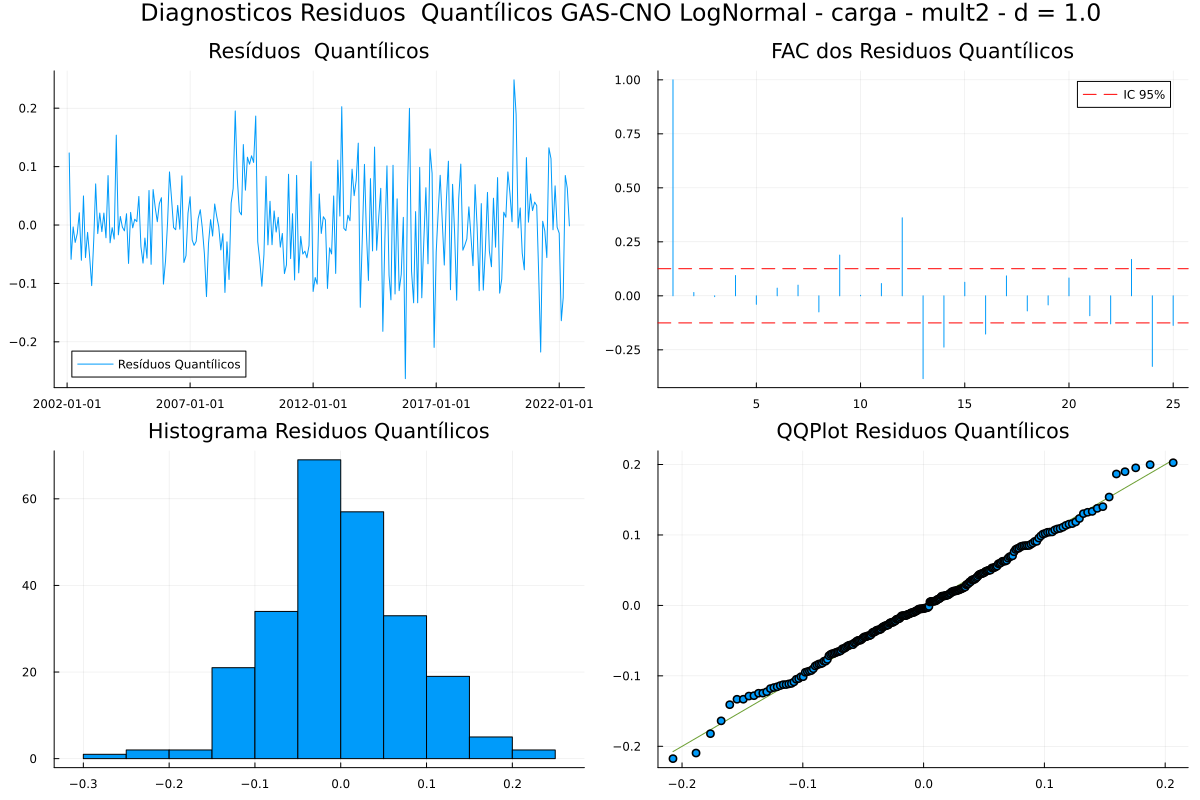 Diagnosticos Residuos  Quantílicos GAS-CNO LogNormal - carga - mult2 - d = 1.0
Resíduos  Quantílicos
0.2
0.1
0.0
−0.1
−0.2
Resíduos Quantílicos
2002-01-01 2007-01-01 2012-01-01 2017-01-01 2022-01-01
FAC dos Residuos Quantílicos
1.00
0.75
0.50
0.25
0.00
−0.25
IC 95%
5 10 15 20 25
Histograma Residuos Quantílicos
60
40
20
0
−0.3 −0.2 −0.1 0.0 0.1 0.2
QQPlot Residuos Quantílicos
0.2
0.1
0.0
−0.1
−0.2
−0.2 −0.1 0.0 0.1 0.2